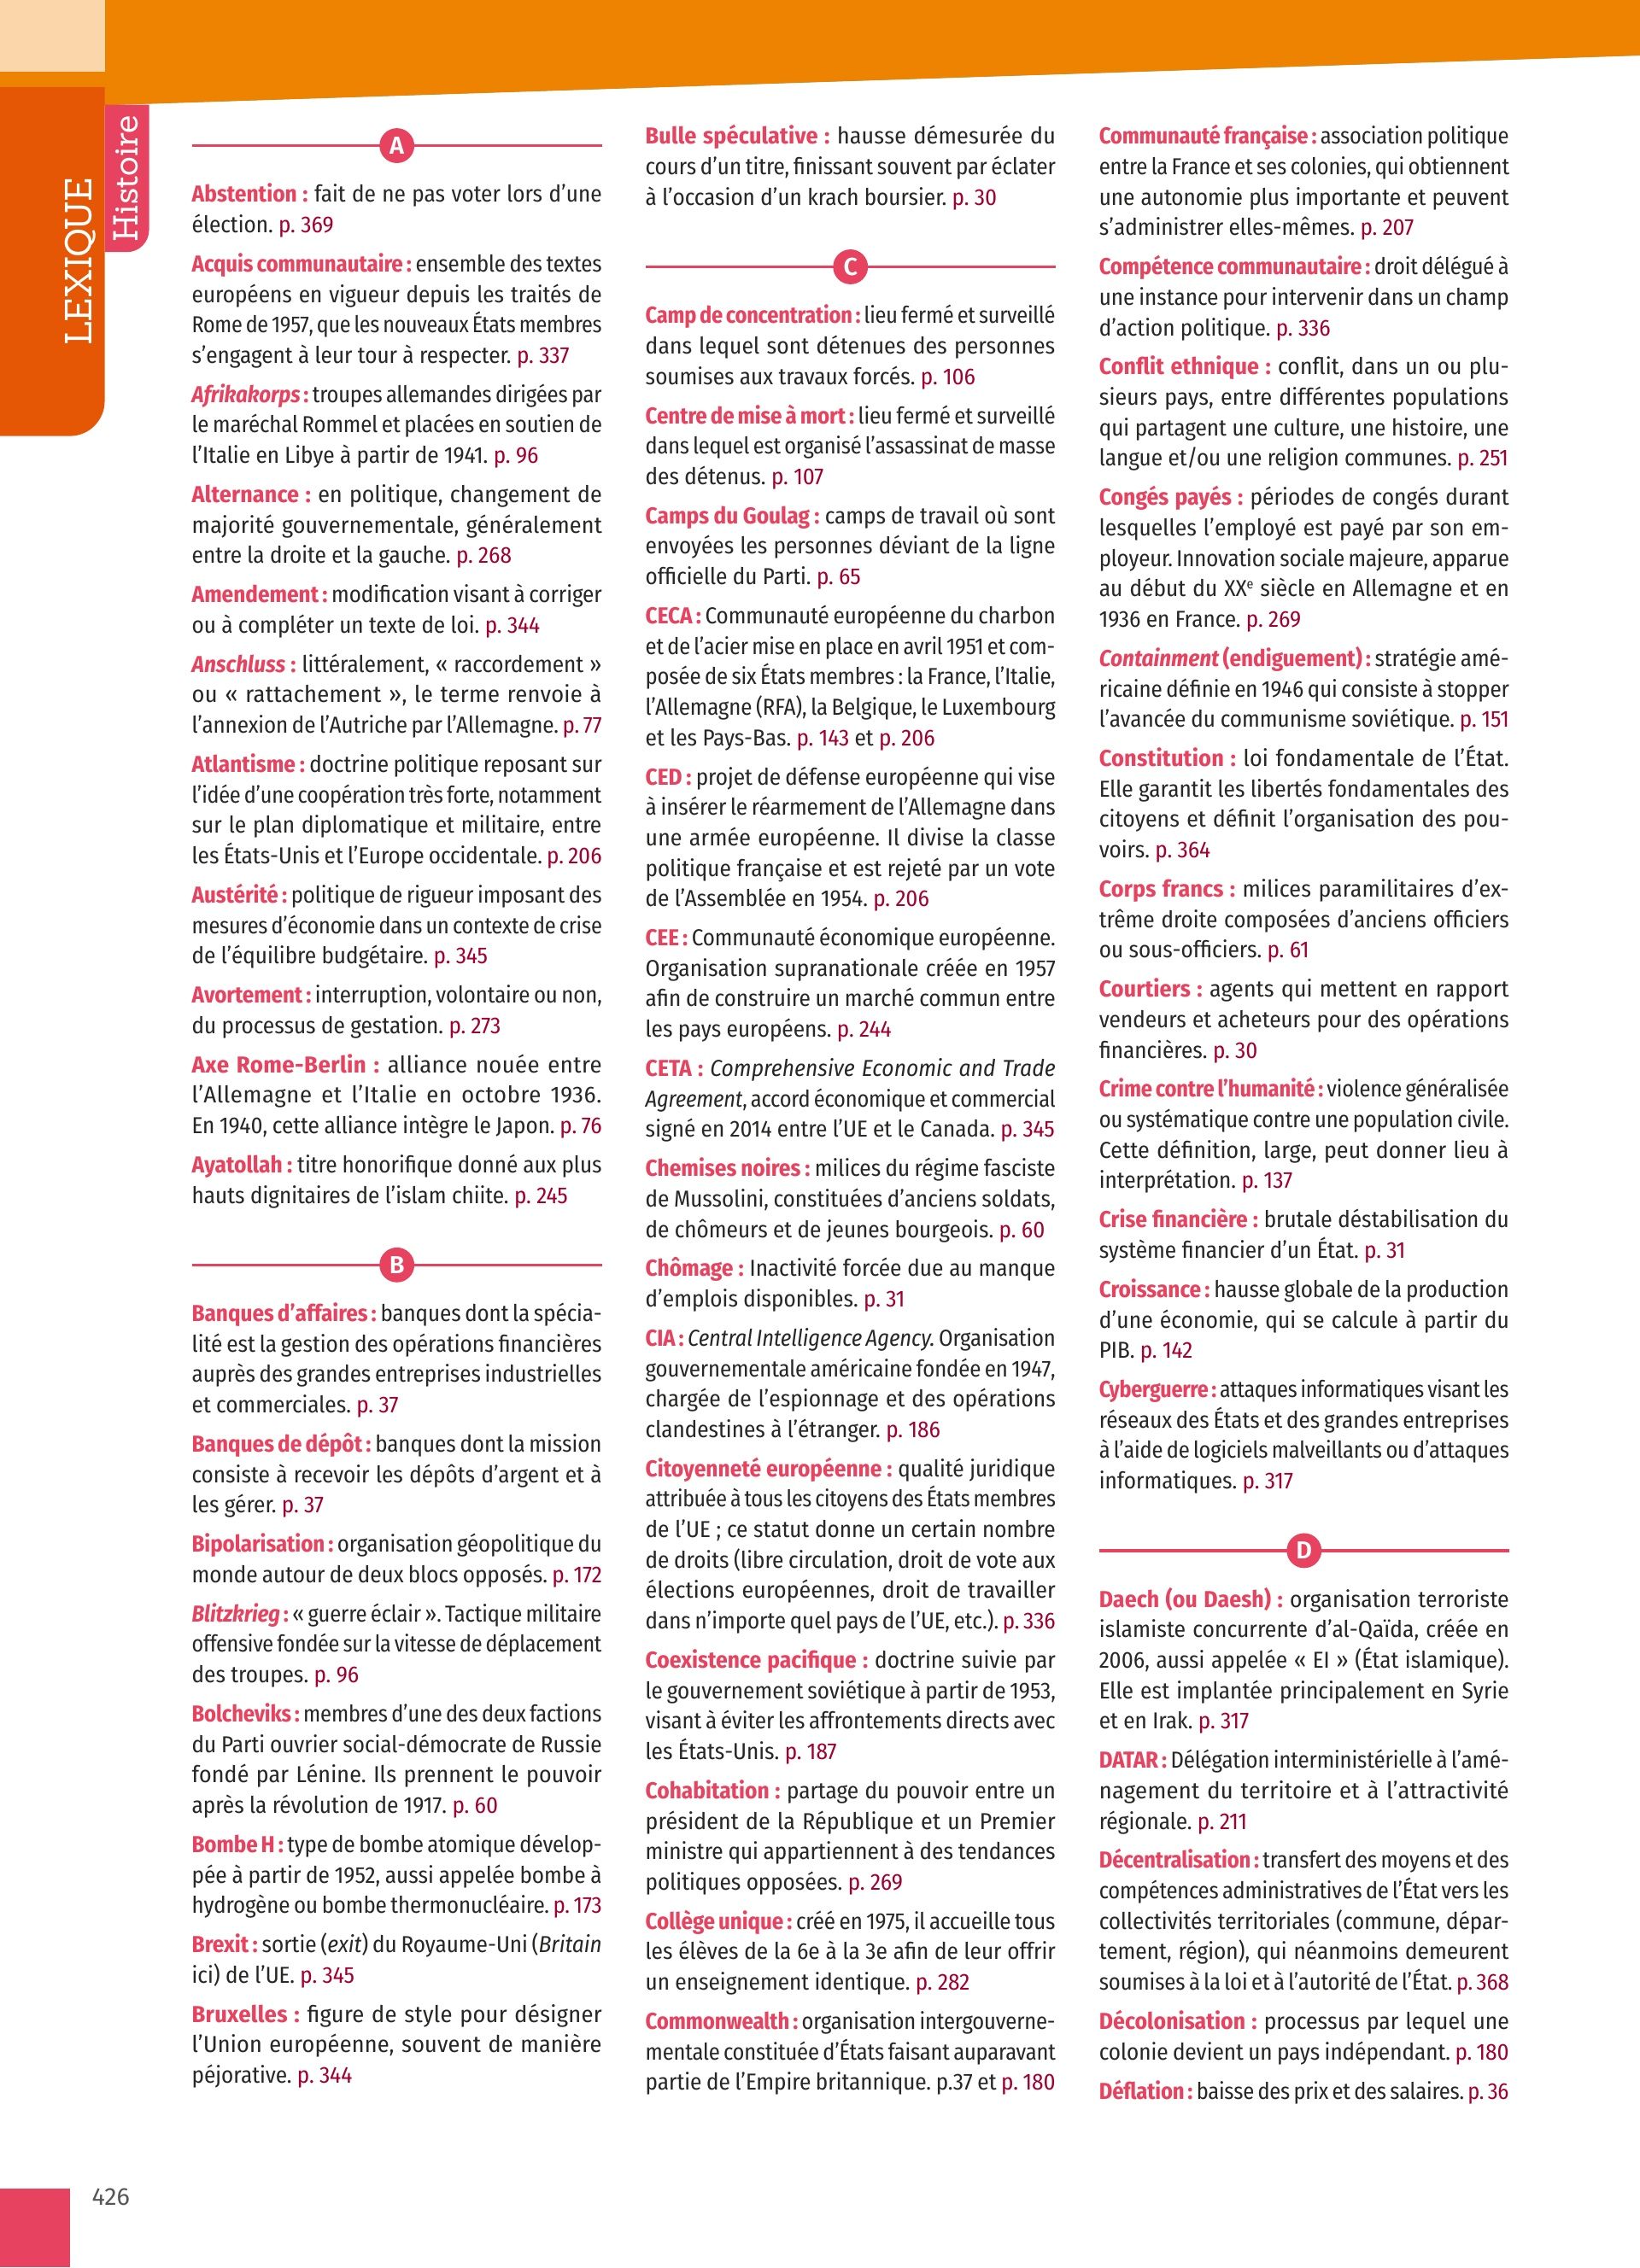 LEXIQUE
Histoire
A
Abstention : fait de ne pas voter lors d’une
élection. p. 369
Acquis communautaire : ensemble des textes
européens en vigueur depuis les traités de
Rome de 1957, que les nouveaux États membres
s’engagent à leur tour à respecter. p. 337
Afrikakorps : troupes allemandes dirigées par
le maréchal Rommel et placées en soutien de
l’Italie en Libye à partir de 1941. p. 96
Alternance : en politique, changement de
majorité gouvernementale, généralement
entre la droite et la gauche. p. 268
Amendement : modification visant à corriger
ou à compléter un texte de loi. p. 344
Anschluss : littéralement, « raccordement »
ou « rattachement », le terme renvoie à
l’annexion de l’Autriche par l’Allemagne. p. 77
Atlantisme : doctrine politique reposant sur
l’idée d’une coopération très forte, notamment
sur le plan diplomatique et militaire, entre
les États-Unis et l’Europe occidentale. p. 206
Austérité : politique de rigueur imposant des
mesures d’économie dans un contexte de crise
de l’équilibre budgétaire. p. 345
Avortement : interruption, volontaire ou non,
du processus de gestation. p. 273
Axe Rome-Berlin : alliance nouée entre
l’Allemagne et l’Italie en octobre 1936.
En 1940, cette alliance intègre le Japon. p. 76
Ayatollah : titre honorifique donné aux plus
hauts dignitaires de l’islam chiite. p. 245
B
Banques d’affaires : banques dont la spécia-
lité est la gestion des opérations financières
auprès des grandes entreprises industrielles
et commerciales. p. 37
Banques de dépôt : banques dont la mission
consiste à recevoir les dépôts d’argent et à
les gérer. p. 37
Bipolarisation : organisation géopolitique du
monde autour de deux blocs opposés. p. 172
Blitzkrieg : « guerre éclair ». Tactique militaire
offensive fondée sur la vitesse de déplacement
des troupes. p. 96
Bolcheviks : membres d’une des deux factions
du Parti ouvrier social-démocrate de Russie
fondé par Lénine. Ils prennent le pouvoir
après la révolution de 1917. p. 60
Bombe H : type de bombe atomique dévelop-
pée à partir de 1952, aussi appelée bombe à
hydrogène ou bombe thermonucléaire. p. 173
Brexit : sortie (exit) du Royaume-Uni (Britain
ici) de l’UE. p. 345
Bruxelles : figure de style pour désigner
l’Union européenne, souvent de manière
péjorative. p. 344
Bulle spéculative : hausse démesurée du
cours d’un titre, finissant souvent par éclater
à l’occasion d’un krach boursier. p. 30
C
Camp de concentration : lieu fermé et surveillé
dans lequel sont détenues des personnes
soumises aux travaux forcés. p. 106
Centre de mise à mort : lieu fermé et surveillé
dans lequel est organisé l’assassinat de masse
des détenus. p. 107
Camps du Goulag : camps de travail où sont
envoyées les personnes déviant de la ligne
officielle du Parti. p. 65
CECA : Communauté européenne du charbon
et de l’acier mise en place en avril 1951 et com-
posée de six États membres : la France, l’Italie,
l’Allemagne (RFA), la Belgique, le Luxembourg
et les Pays-Bas. p. 143 et p. 206
CED : projet de défense européenne qui vise
à insérer le réarmement de l’Allemagne dans
une armée européenne. Il divise la classe
politique française et est rejeté par un vote
de l’Assemblée en 1954. p. 206
CEE : Communauté économique européenne.
Organisation supranationale créée en 1957
afin de construire un marché commun entre
les pays européens. p. 244
CETA : Comprehensive Economic and Trade
Agreement, accord économique et commercial
signé en 2014 entre l’UE et le Canada. p. 345
Chemises noires : milices du régime fasciste
de Mussolini, constituées d’anciens soldats,
de chômeurs et de jeunes bourgeois. p. 60
Chômage : Inactivité forcée due au manque
d’emplois disponibles. p. 31
CIA : Central Intelligence Agency. Organisation
gouvernementale américaine fondée en 1947,
chargée de l’espionnage et des opérations
clandestines à l’étranger. p. 186
Citoyenneté européenne : qualité juridique
attribuée à tous les citoyens des États membres
de l’UE ; ce statut donne un certain nombre
de droits (libre circulation, droit de vote aux
élections européennes, droit de travailler
dans n’importe quel pays de l’UE, etc.). p. 336
Coexistence pacifique : doctrine suivie par
le gouvernement soviétique à partir de 1953,
visant à éviter les affrontements directs avec
les États-Unis. p. 187
Cohabitation : partage du pouvoir entre un
président de la République et un Premier
ministre qui appartiennent à des tendances
politiques opposées. p. 269
Collège unique : créé en 1975, il accueille tous
les élèves de la 6e à la 3e afin de leur offrir
un enseignement identique. p. 282
Commonwealth : organisation intergouverne-
mentale constituée d’États faisant auparavant
partie de l’Empire britannique. p.37 et p. 180
Communauté française : association politique
entre la France et ses colonies, qui obtiennent
une autonomie plus importante et peuvent
s’administrer elles-mêmes. p. 207
Compétence communautaire : droit délégué à
une instance pour intervenir dans un champ
d’action politique. p. 336
Conflit ethnique : conflit, dans un ou plu-
sieurs pays, entre différentes populations
qui partagent une culture, une histoire, une
langue et/ou une religion communes. p. 251
Congés payés : périodes de congés durant
lesquelles l’employé est payé par son em-
ployeur. Innovation sociale majeure, apparue
au début du XXe siècle en Allemagne et en
1936 en France. p. 269
Containment (endiguement) : stratégie amé-
ricaine définie en 1946 qui consiste à stopper
l’avancée du communisme soviétique. p. 151
Constitution : loi fondamentale de l’État.
Elle garantit les libertés fondamentales des
citoyens et définit l’organisation des pou-
voirs. p. 364
Corps francs : milices paramilitaires d’ex-
trême droite composées d’anciens officiers
ou sous-officiers. p. 61
Courtiers : agents qui mettent en rapport
vendeurs et acheteurs pour des opérations
financières. p. 30
Crime contre l’humanité : violence généralisée
ou systématique contre une population civile.
Cette définition, large, peut donner lieu à
interprétation. p. 137
Crise financière : brutale déstabilisation du
système financier d’un État. p. 31
Croissance : hausse globale de la production
d’une économie, qui se calcule à partir du
PIB. p. 142
Cyberguerre : attaques informatiques visant les
réseaux des États et des grandes entreprises
à l’aide de logiciels malveillants ou d’attaques
informatiques. p. 317
D
Daech (ou Daesh) : organisation terroriste
islamiste concurrente d’al-Qaïda, créée en
2006, aussi appelée « EI » (État islamique).
Elle est implantée principalement en Syrie
et en Irak. p. 317
DATAR : Délégation interministérielle à l’amé-
nagement du territoire et à l’attractivité
régionale. p. 211
Décentralisation : transfert des moyens et des
compétences administratives de l’État vers les
collectivités territoriales (commune, dépar-
tement, région), qui néanmoins demeurent
soumises à la loi et à l’autorité de l’État. p. 368
Décolonisation : processus par lequel une
colonie devient un pays indépendant. p. 180
Déflation : baisse des prix et des salaires. p. 36
426